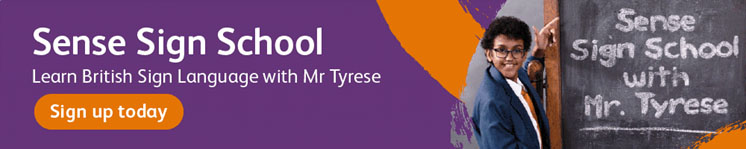 Sense Sign School
Learn British Sign Language with Mr Tyrese
Sign up today
Sense
Sign School
with
Mr. Tyrese